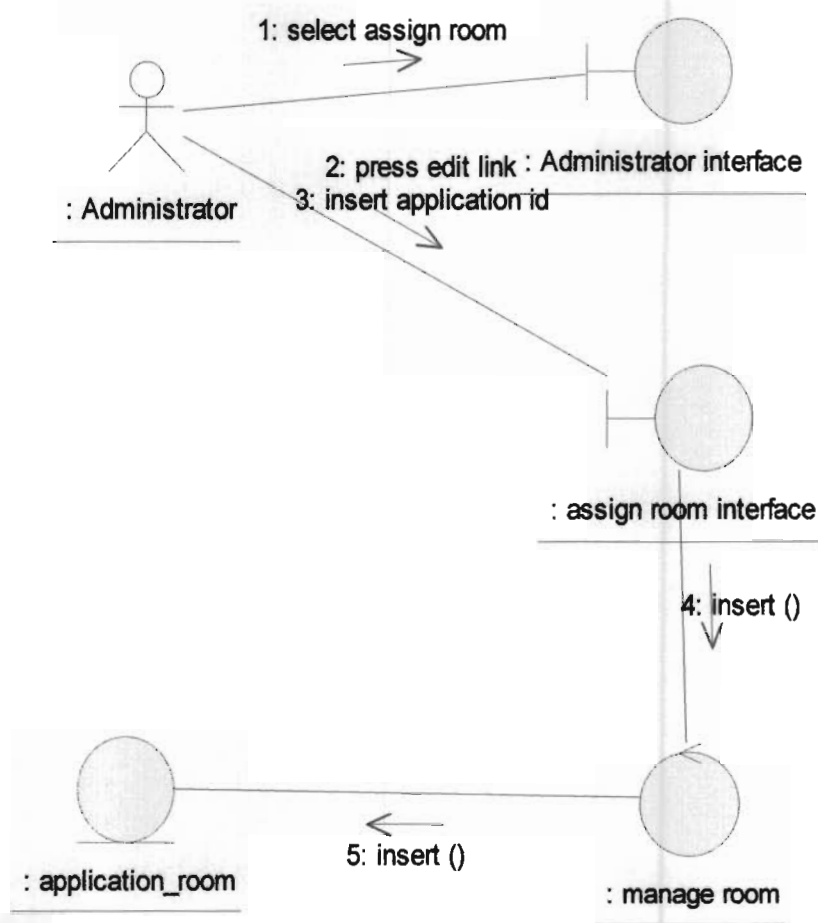 1: select assign room
2: press edit link
: Administrator interface
: Administrator
3: insert application id
: assign room interface
4: insert ()
5: insert ()
: application_room
: manage room